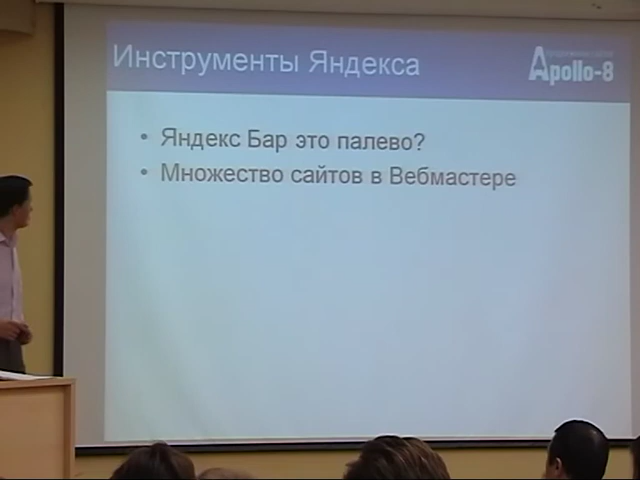 Инструменты Яндекса
Apollo-8
• Яндекс Бар это палево?
• Множество сайтов в Вебмастере